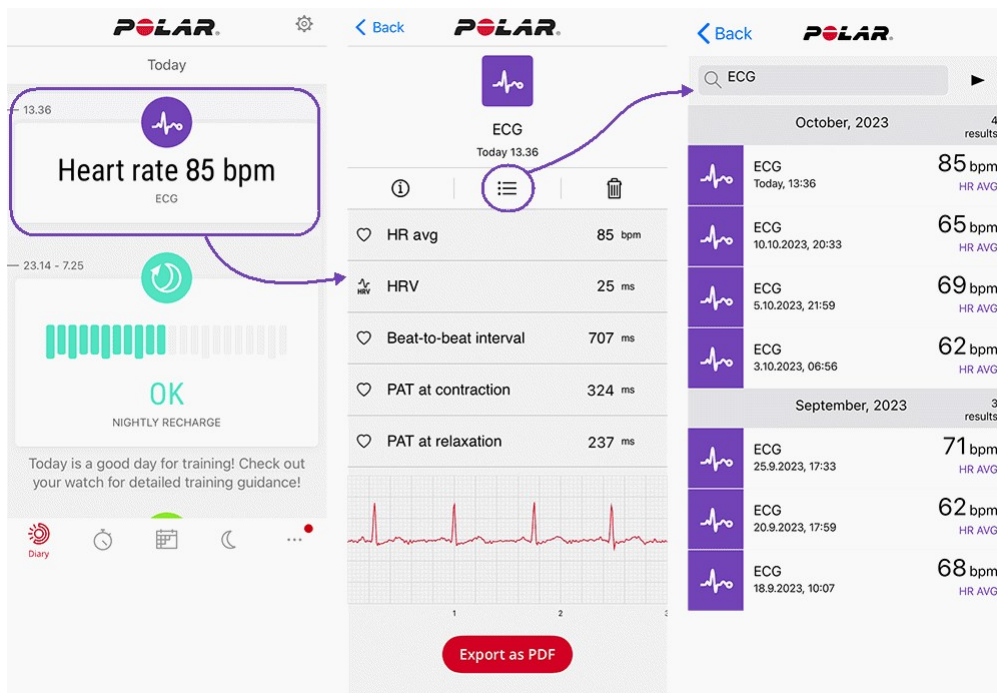 POLAR.
Today
13.36
Heart rate 85 bpm
ECG
23.14 - 7.25
OK
NIGHTLY RECHARGE
Today is a good day for training! Check out
your watch for detailed training guidance!
Diary
Back
POLAR.
ECG
Today 13.36
HR avg 85 bpm
HRV HRV 25 ms
Beat-to-beat interval 707 ms
PAT at contraction 324 ms
PAT at relaxation 237 ms
1 2 3
Export as PDF
Back
POLAR.
ECG
October, 2023 4
results
ECG 85 bpm
Today, 13:36 HR AVG
ECG 65 bpm
10.10.2023, 20:33 HR AVG
ECG 69 bpm
5.10.2023, 21:59 HR AVG
ECG 62 bpm
3.10.2023, 06:56 HR AVG
September, 2023 3
results
ECG 71 bpm
25.9.2023, 17:33 HR AVG
ECG 62 bpm
20.9.2023, 17:59 HR AVG
ECG 68 bpm
18.9.2023, 10:07 HR AVG